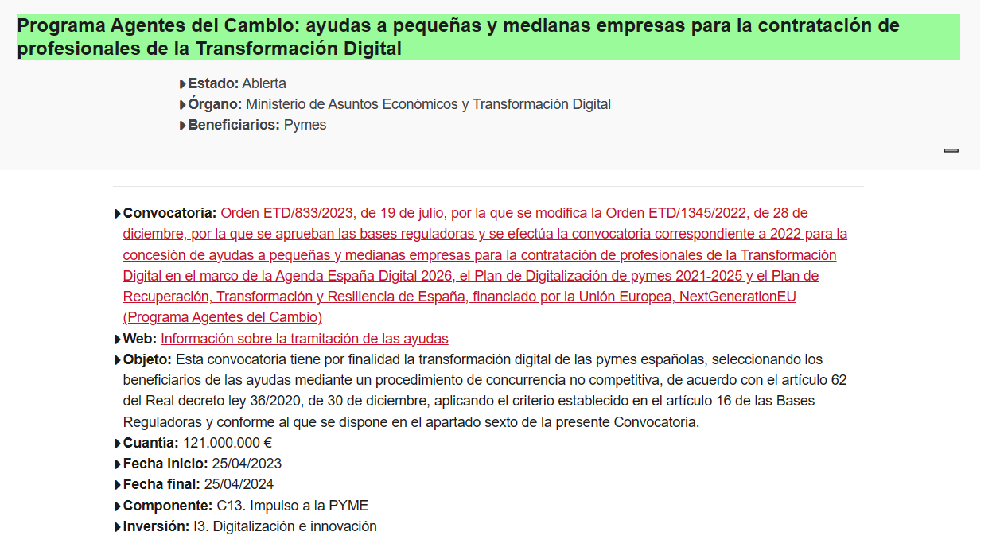 Programa Agentes del Cambio: ayudas a pequeñas y medianas empresas para la contratación de
profesionales de la Transformación Digital
Estado: Abierta
Órgano: Ministerio de Asuntos Económicos y Transformación Digital
Beneficiarios: Pymes
Convocatoria: Orden ETD/833/2023, de 19 de julio, por la que se modifica la Orden ETD/1345/2022, de 28 de
diciembre, por la que se aprueban las bases reguladoras y se efectúa la convocatoria correspondiente a 2022 para la
concesión de ayudas a pequeñas y medianas empresas para la contratación de profesionales de la Transformación
Digital en el marco de la Agenda España Digital 2026, el Plan de Digitalización de pymes 2021-2025 y el Plan de
Recuperación, Transformación y Resiliencia de España, financiado por la Unión Europea, NextGenerationEU
(Programa Agentes del Cambio)
Web: Información sobre la tramitación de las ayudas
Objeto: Esta convocatoria tiene por finalidad la transformación digital de las pymes españolas, seleccionando los
beneficiarios de las ayudas mediante un procedimiento de concurrencia no competitiva, de acuerdo con el artículo 62
del Real decreto ley 36/2020, de 30 de diciembre, aplicando el criterio establecido en el artículo 16 de las Bases
Reguladoras y conforme al que se dispone en el apartado sexto de la presente Convocatoria.
Cuantía: 121.000.000 €
Fecha inicio: 25/04/2023
Fecha final: 25/04/2024
Componente: C13. Impulso a la PYME
Inversión: I3. Digitalización e innovación